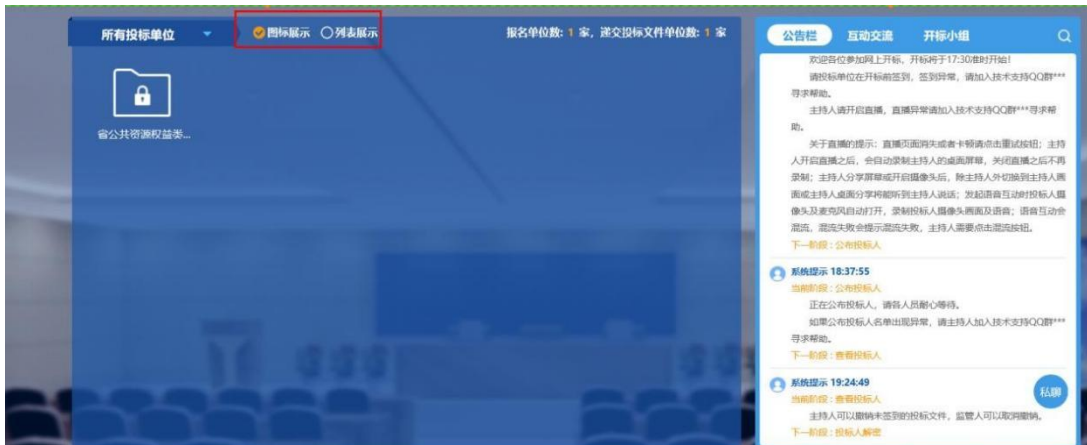 所有投标单位
图标展示 列表展示
报名单位数: 1 家, 递交投标文件单位数: 1 家
省公共资源权益类...
公告栏 互动交流 开标小组
欢迎各位参加网上开标, 开标将于17:30准时开始!
请投标单位在开标前签到, 签到异常, 请加入技术支持QQ群***
寻求帮助。
主持人请开启直播, 直播异常请加入技术支持QQ群***寻求帮
助。
关于直播的提示: 直播页面消失或者卡顿请点击重试按钮; 主持
人开启直播之后, 会自动录制主持人的桌面屏幕, 关闭直播之后不再
录制; 主持人分享屏幕或开启摄像头后, 除主持人外切换到主持人画
面或主持人桌面分享将能听到主持人说话; 发起语音互动时投标人摄
像头及麦克风自动打开, 录制投标人摄像头画面及语音; 语音互动会
混流, 混流失败会提示混流失败, 主持人需要点击混流按钮。
下一阶段 : 公布投标人
系统提示 18:37:55
当前阶段 : 公布投标人
正在公布投标人, 请各人员耐心等待。
如果公布投标人名单出现异常, 请主持人加入技术支持QQ群***
寻求帮助。
下一阶段 : 查看投标人
系统提示 19:24:49
当前阶段 : 查看投标人
主持人可以撤销未签到的投标文件, 监管人可以取消撤销。
下一阶段 : 投标人解密
私聊